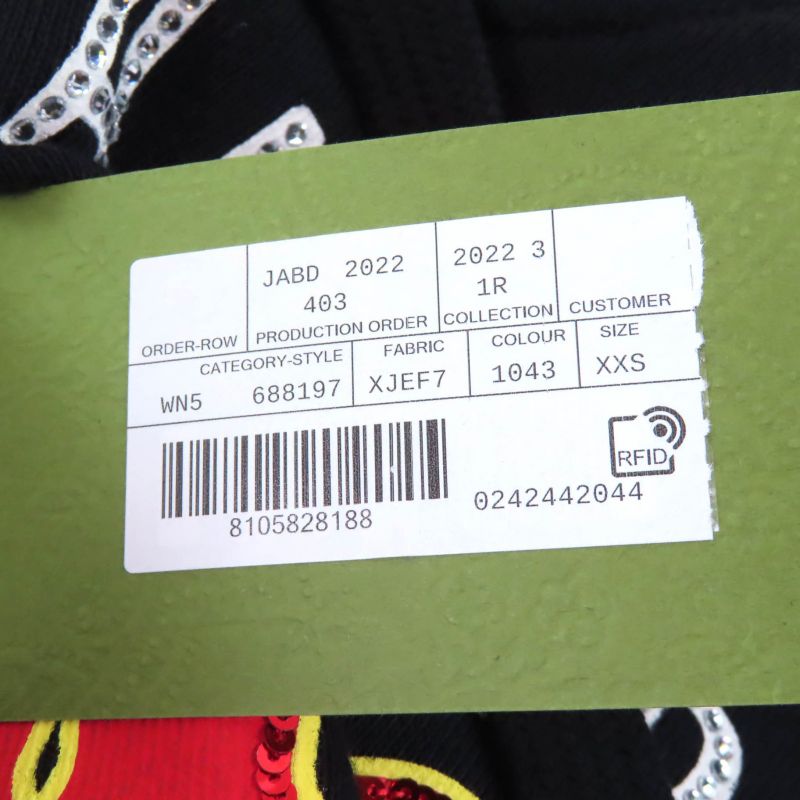 JABD 2022
403
2022 3
1R
ORDER-ROW
PRODUCTION ORDER
COLLECTION
CUSTOMER
CATEGORY-STYLE
FABRIC
COLOUR
SIZE
WN5 688197
XJEF7
1043
XXS
RFID
8105828188
0242442044